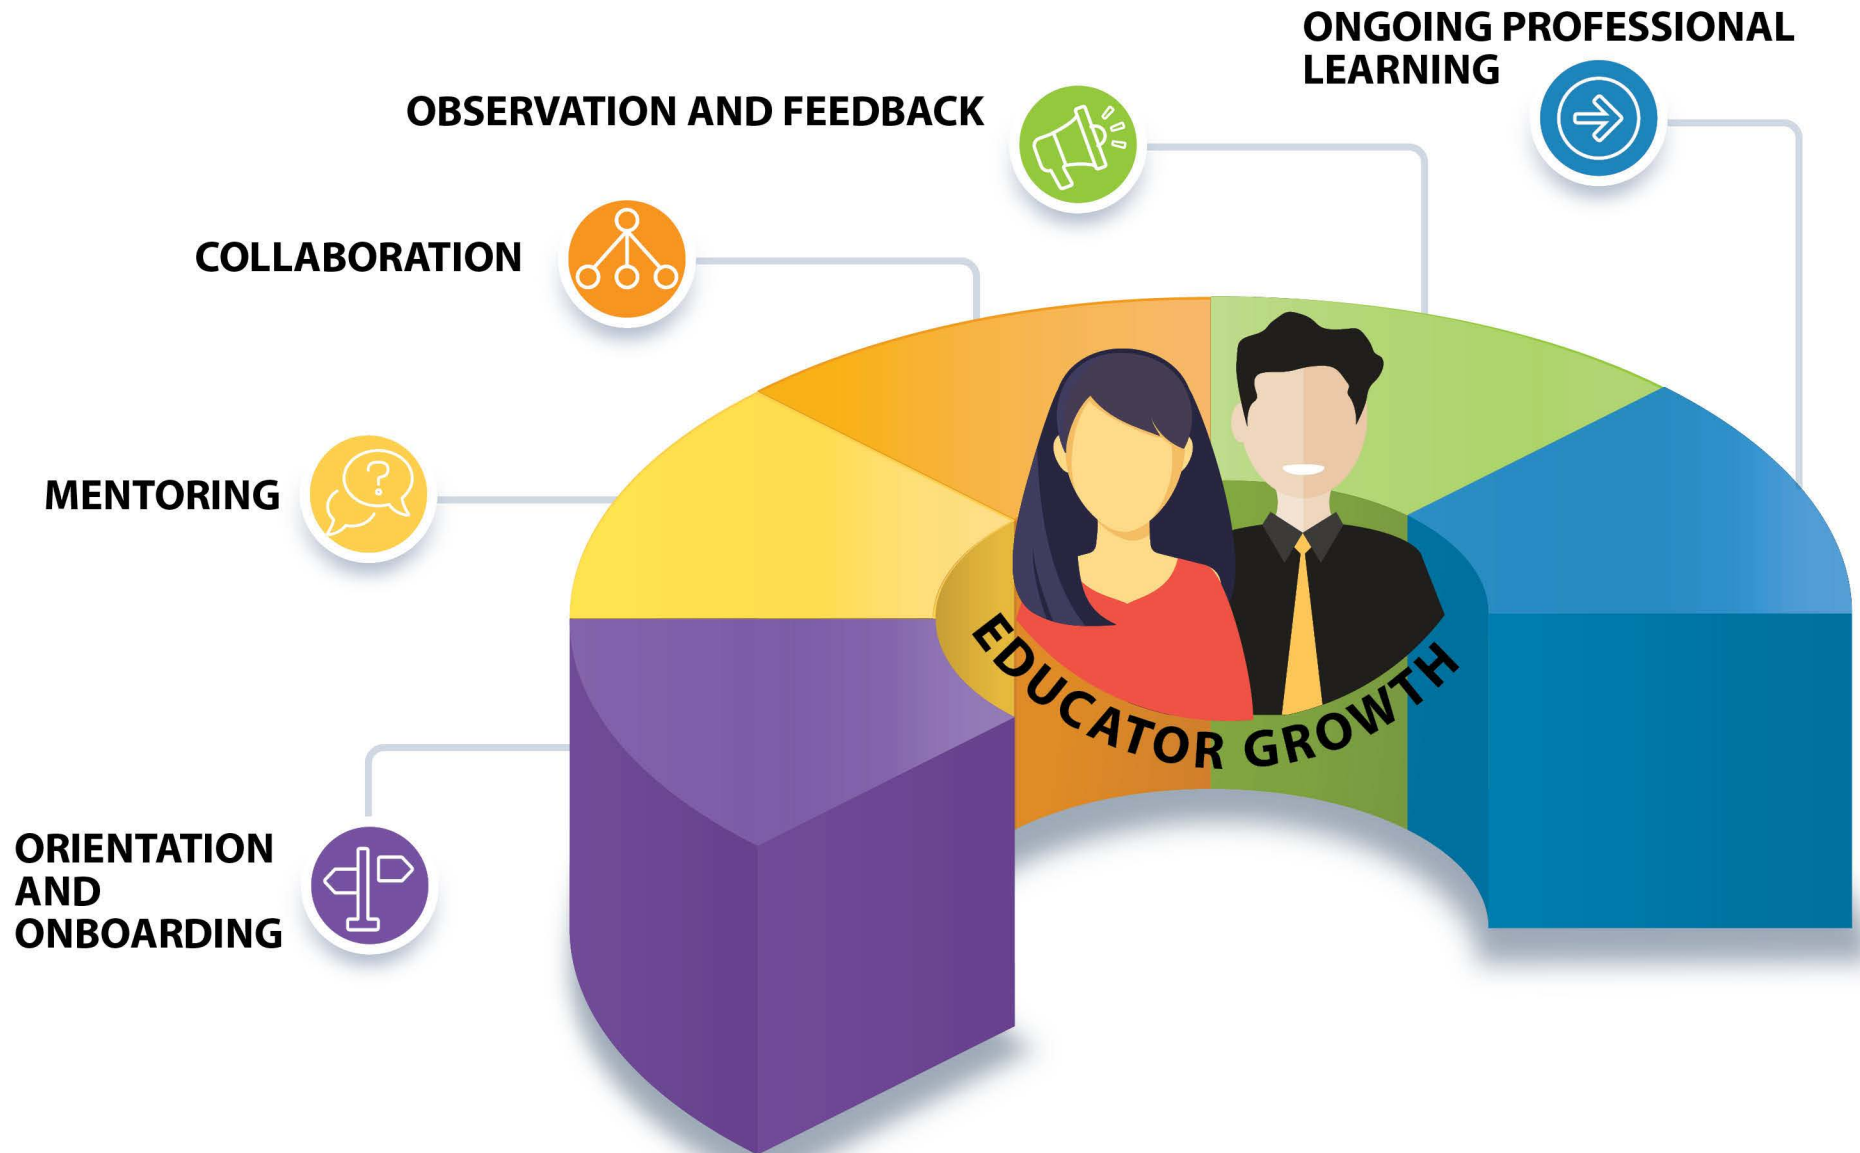 ONGOING PROFESSIONAL
LEARNING
OBSERVATION AND FEEDBACK
COLLABORATION
MENTORING
?
ORIENTATION
AND
ONBOARDING
EDUCATOR GROWTH